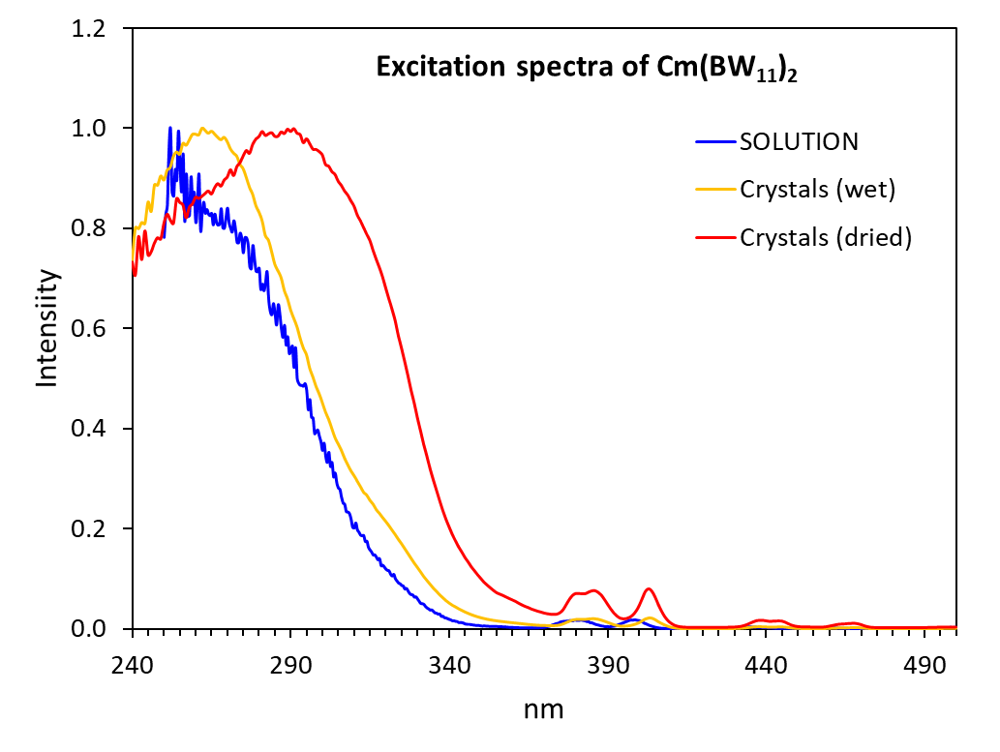 Excitation spectra of Cm(BW₁₁)₂
1.2
1.0
0.8
0.6
0.4
0.2
0.0
Intensiity
SOLUTION
Crystals (wet)
Crystals (dried)
240 290 340 390 440 490
nm